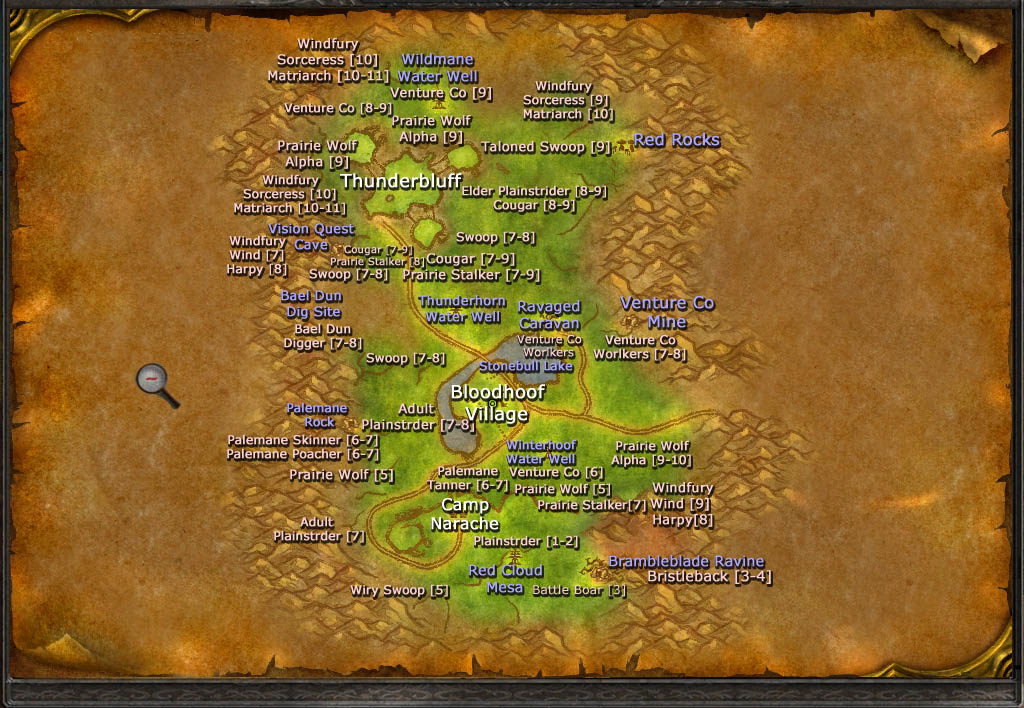 Windfury
Sorceress [10]
Matriarch [10-11]
Wildmane
Water Well
Venture Co [9]
Venture Co [8-9]
Windfury
Sorceress [9]
Matriarch [10]
Prairie Wolf
Alpha [9]
Red Rocks
Taloned Swoop [9]
Prairie Wolf
Alpha [9]
Thunderbluff
Windfury
Sorceress [10]
Matriarch [10-11]
Elder Plainstrider [8-9]
Cougar [8-9]
Vision Quest
Cave
Windfury
Wind [7]
Harpy [8]
Swoop [7-8]
Cougar [7-9]
Prairie Stalker [8]
Swoop [7-8]
Cougar [7-9]
Prairie Stalker [7-9]
Bael Dun
Dig Site
Bael Dun
Digger [7-8]
Thunderhorn
Water Well
Ravaged
Caravan
Venture Co
Worlkers
Venture Co
Mine
Venture Co
Worlkers [7-8]
Swoop [7-8]
Stonebull Lake
Bloodhoof
Village
Palemane
Rock
Adult
Plainstrder [7-8]
Palemane Skinner [6-7]
Palemane Poacher [6-7]
Prairie Wolf [5]
Winterhoof
Water Well
Venture Co [6]
Palemane
Tanner [6-7]
Prairie Wolf [5]
Prairie Wolf
Alpha [9-10]
Prairie Stalker[7]
Windfury
Wind [9]
Harpy[8]
Camp
Narache
Adult
Plainstrder [7]
Plainstrder [1-2]
Red Cloud
Mesa
Brambleblade Ravine
Bristleback [3-4]
Wiry Swoop [5]
Battle Boar [3]